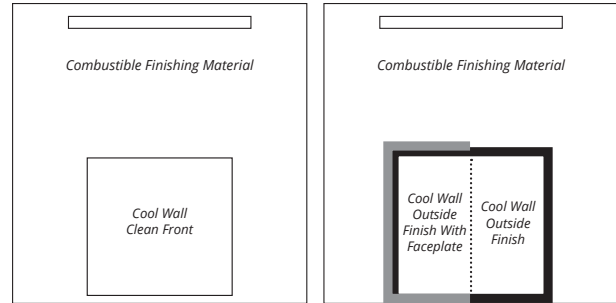 Combustible Finishing Material
Cool Wall
Clean Front
Combustible Finishing Material
Cool Wall
Outside
Finish With
Faceplate
Cool Wall
Outside
Finish